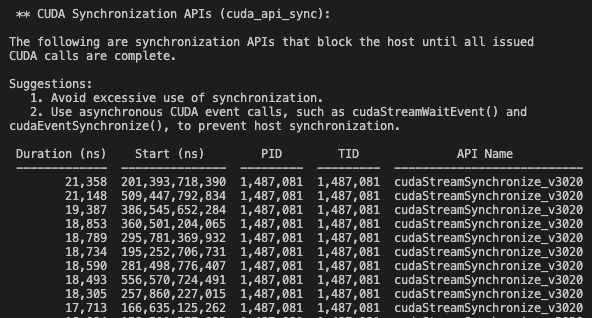 ** CUDA Synchronization APIs (cuda_api_sync):
The following are synchronization APIs that block the host until all issued
CUDA calls are complete.
Suggestions:
1. Avoid excessive use of synchronization.
2. Use asynchronous CUDA event calls, such as cudaStreamWaitEvent() and
cudaEventSynchronize(), to prevent host synchronization.
Duration (ns) Start (ns) PID TID API Name
------------- --------------- --------- --------- ---------------------------
21,358 201,393,718,390 1,487,081 1,487,081 cudaStreamSynchronize_v3020
21,148 509,447,792,834 1,487,081 1,487,081 cudaStreamSynchronize_v3020
19,387 386,545,652,284 1,487,081 1,487,081 cudaStreamSynchronize_v3020
18,853 360,501,204,065 1,487,081 1,487,081 cudaStreamSynchronize_v3020
18,789 295,781,369,932 1,487,081 1,487,081 cudaStreamSynchronize_v3020
18,734 195,252,706,731 1,487,081 1,487,081 cudaStreamSynchronize_v3020
18,590 281,498,776,407 1,487,081 1,487,081 cudaStreamSynchronize_v3020
18,493 556,570,724,491 1,487,081 1,487,081 cudaStreamSynchronize_v3020
18,305 257,860,227,015 1,487,081 1,487,081 cudaStreamSynchronize_v3020
17,713 166,635,125,262 1,487,081 1,487,081 cudaStreamSynchronize_v3020